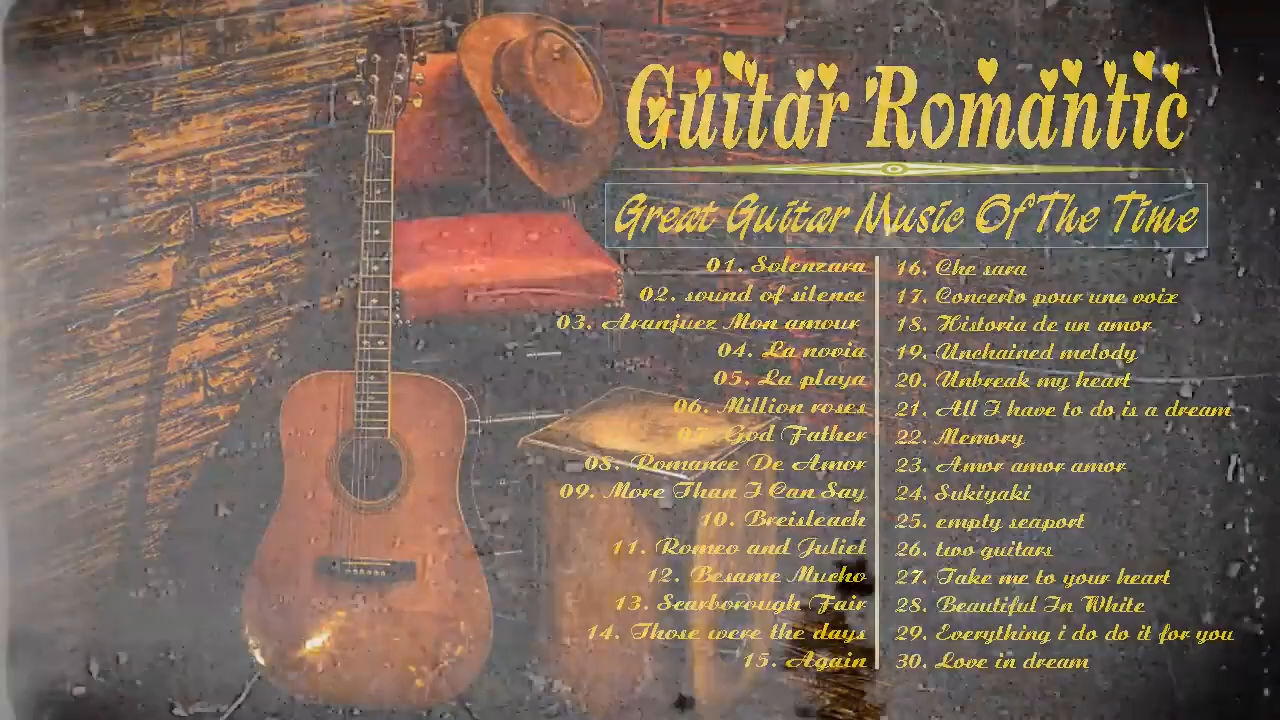 Guitar Romantic
Great Guitar Music Of The Time
01. Solenzara
02. sound of silence
03. Aranjuez Mon amour
04. La novia
05. La playa
06. Million roses
07. God Father
08. Romance De Amor
09. More Than I Can Say
10. Breisleach
11. Romeo and Juliet
12. Besame Mucho
13. Scarborough Fair
14. Those were the days
15. Again
16. Che sara
17. Concerto pour une voix
18. Historia de un amor
19. Unchained melody
20. Unbreak my heart
21. All I have to do is a dream
22. Memory
23. Amor amor amor
24. Sukiyaki
25. empty seaport
26. two guitars
27. Take me to your heart
28. Beautiful In White
29. Everything i do do it for you
30. Love in dream